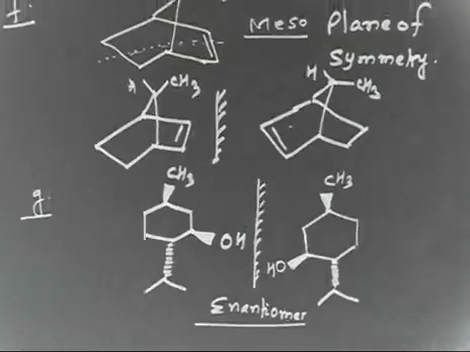 f.
Meso Plane of
Symmetry.
H CH3
H CH3
g.
CH3
CH3
OH
HO
Enantiomer